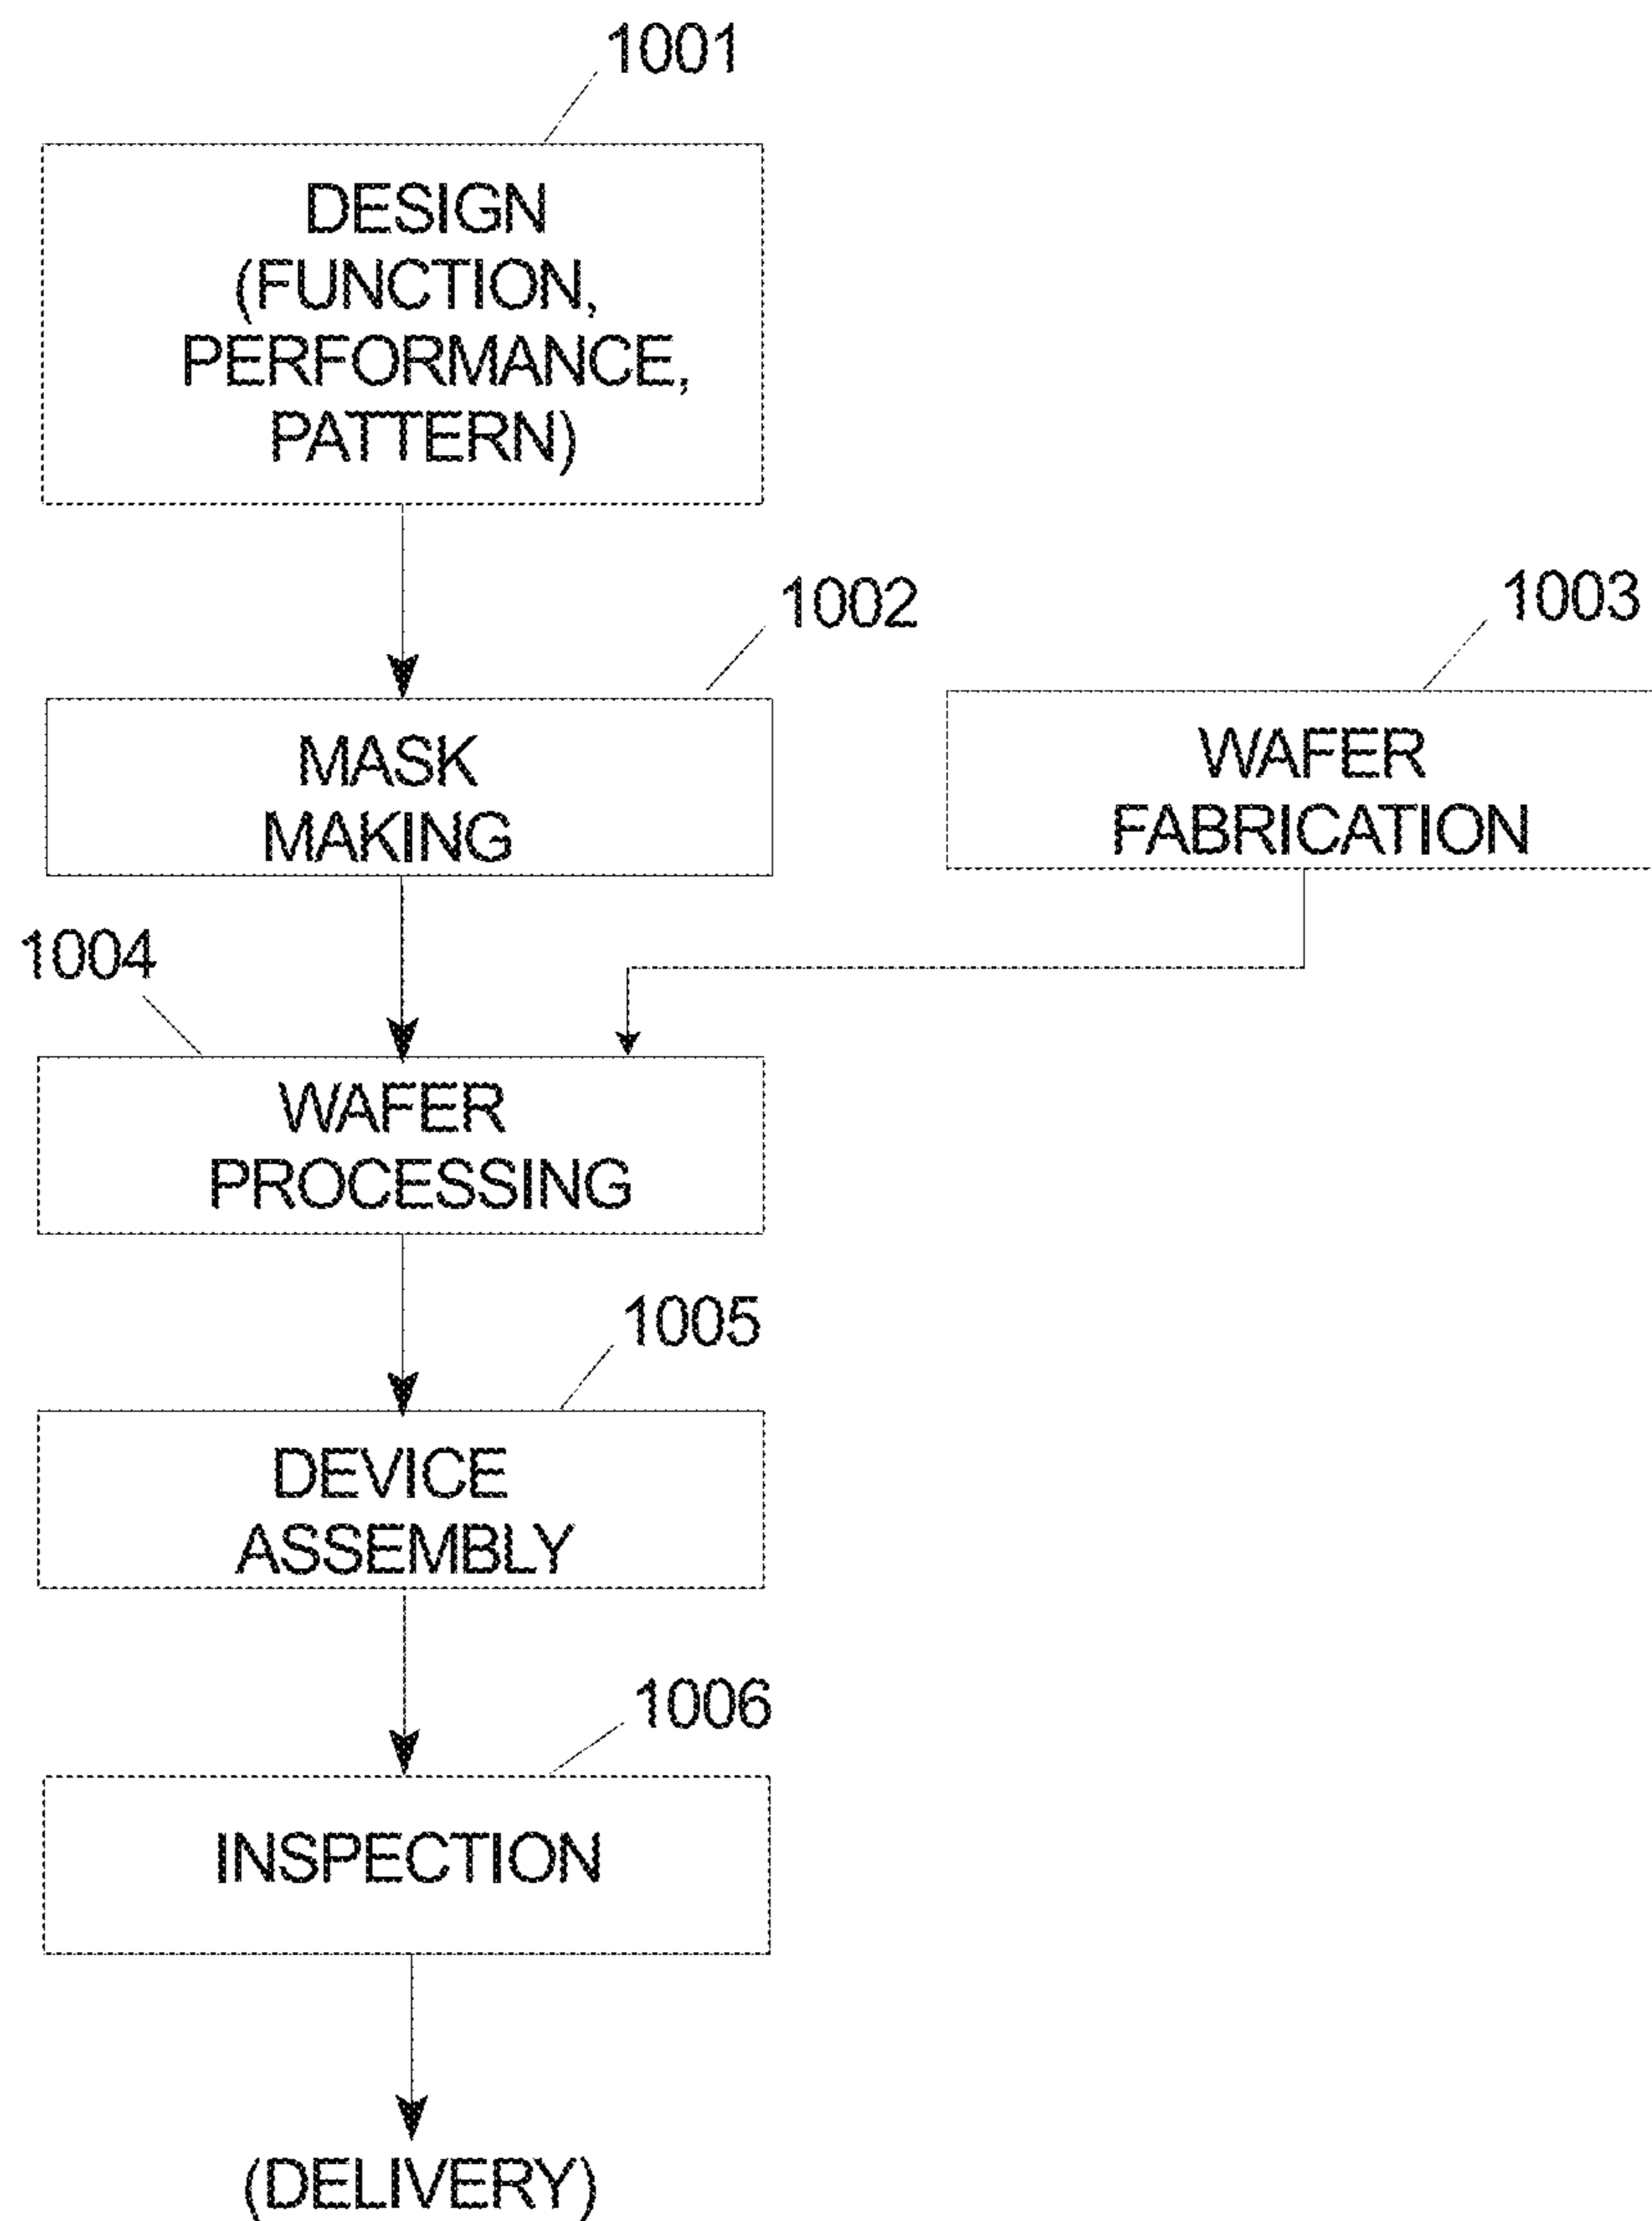 1001
DESIGN
(FUNCTION,
PERFORMANCE,
PATTERN)
1002
1003
MASK
MAKING
WAFER
FABRICATION
1004
WAFER
PROCESSING
1005
DEVICE
ASSEMBLY
1006
INSPECTION
(DELIVERY)